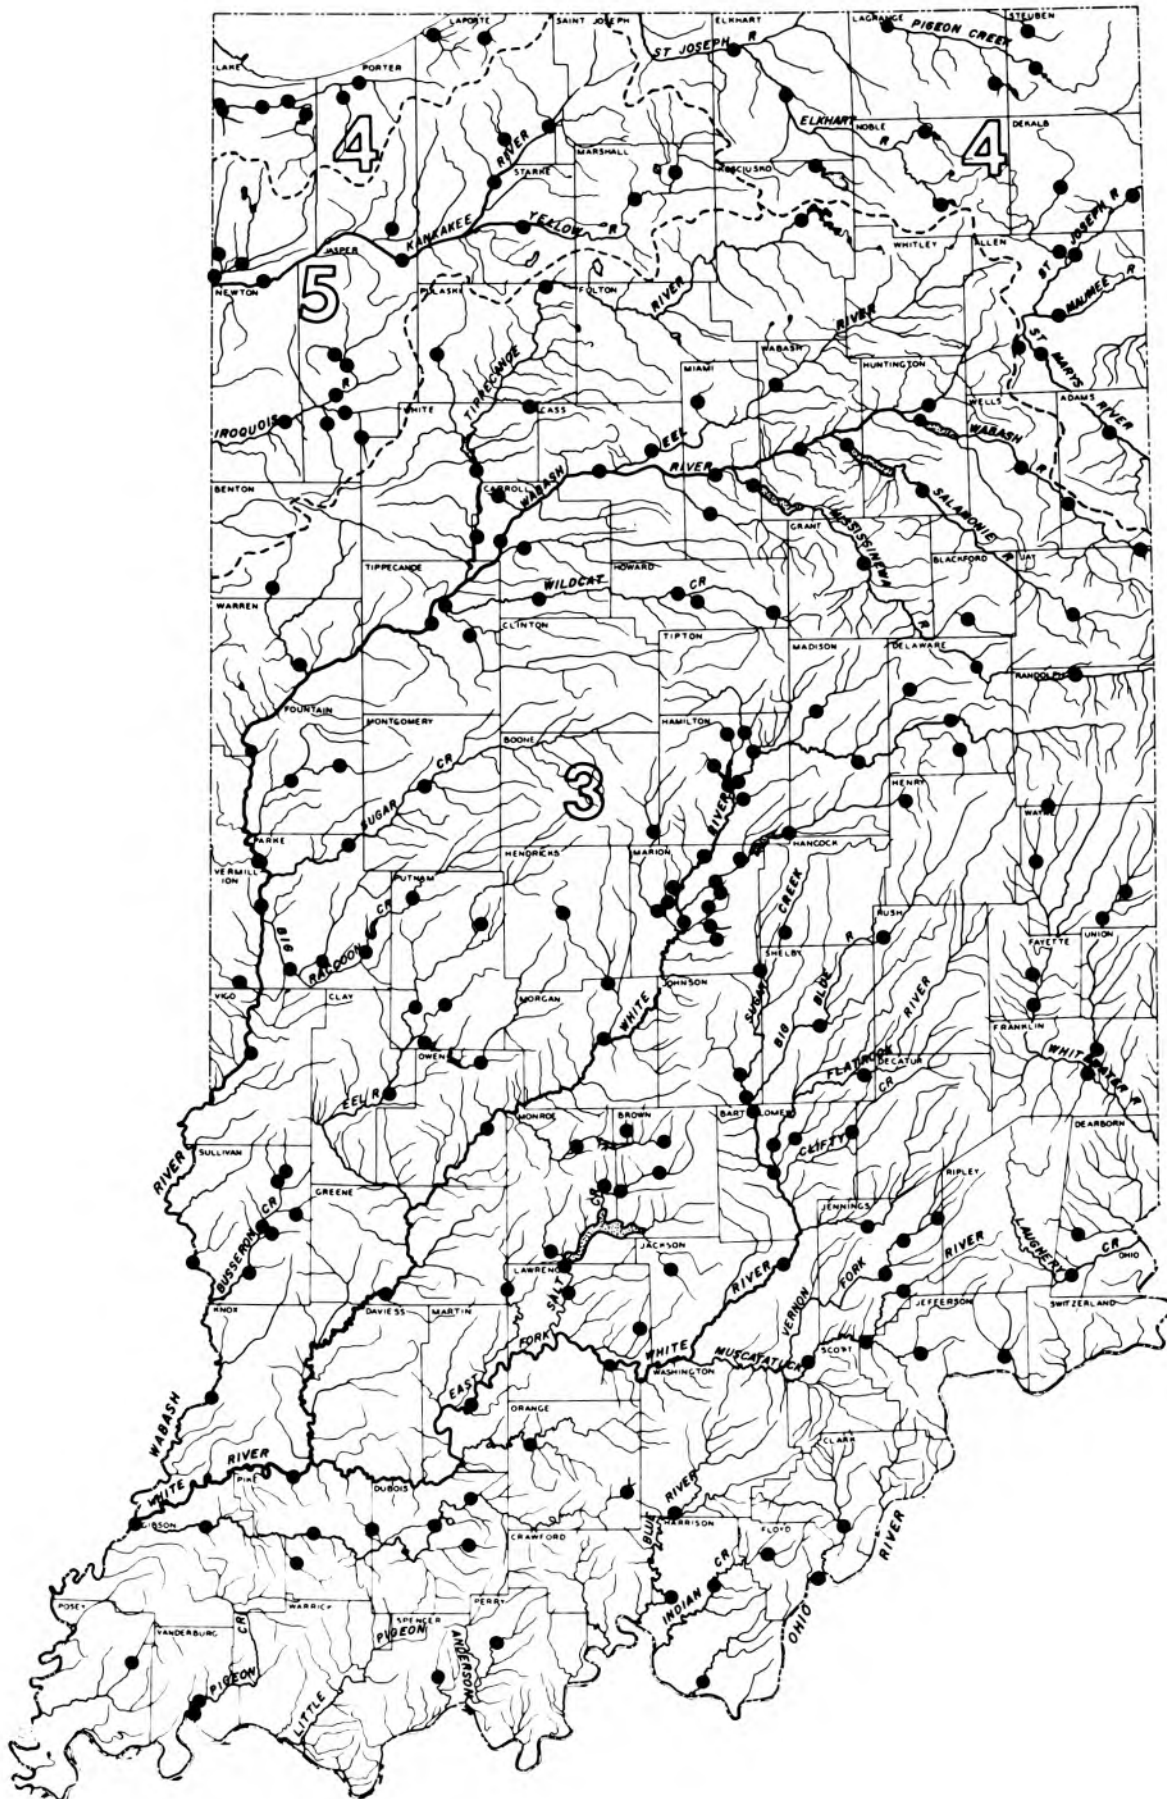 LAPORTE
SAINT JOSEPH
ELKHART
LAGRANGE
STEUBEN
ST JOSEPH R
PIGEON CREEK
LAKE
PORTER
4
ELKHART
R
NOBLE
4
DEKALB
RIVER
MARSHALL
STARKE
KOSCIUSKO
KANKAKEE
YELLOW R
JASPER
WHITLEY
ALLEN
ST JOSEPH R
NEWTON
5
PULASKI
FULTON
RIVER
RIVER
MAUMEE R
TIPPECANOE
WABASH
MIAMI
HUNTINGTON
ST MARYS
RIVER
IROQUOIS
R
WHITE
CASS
WELLS
ADAMS
EEL
WABASH
R
BENTON
CARROLL
WABASH
RIVER
SALAMONIE
R
GRANT
MISSISSINEWA
R
BLACKFORD
JAY
TIPPECANOE
HOWARD
WILDCAT
CR
WARREN
CLINTON
TIPTON
MADISON
DELAWARE
RANDOLPH
FOUNTAIN
MONTGOMERY
HAMILTON
BOONE
SUGAR
CR
3
RIVER
HENRY
WAYNE
PARKE
HENDRICKS
MARION
HANCOCK
VERMILL
ION
PUTNAM
BIG
RACCOON
CR
CREEK
RUSH
SHELBY
FAYETTE
UNION
VIGO
CLAY
MORGAN
WHITE
JOHNSON
SUGAR
BIG
BLUE
R
RIVER
FRANKLIN
OWEN
FLATROCK
DECATUR
CR
WHITEWATER R
EEL R
MONROE
BROWN
BARTHOLOMEW
CLIFTY
DEARBORN
SULLIVAN
RIVER
GREENE
CR
RIPLEY
BUSSERON CR
JENNINGS
LAUGHERY
CR
OHIO
JACKSON
RIVER
FORK
RIVER
LAWRENCE
SALT
KNOX
DAVIESS
MARTIN
VERNON
JEFFERSON
SWITZERLAND
FORK
WHITE
MUSCATATUCK
SCOTT
WASHINGTON
EAST
ORANGE
WABASH
CLARK
RIVER
WHITE
PIKE
DUBOIS
RIVER
RIVER
GIBSON
CRAWFORD
BLUE
HARRISON
FLOYD
CR
INDIAN
POSEY
WARRICK
PERRY
OHIO
VANDERBURG
CR
SPENCER
PIGEON
ANDERSON R
PIGEON
LITTLE